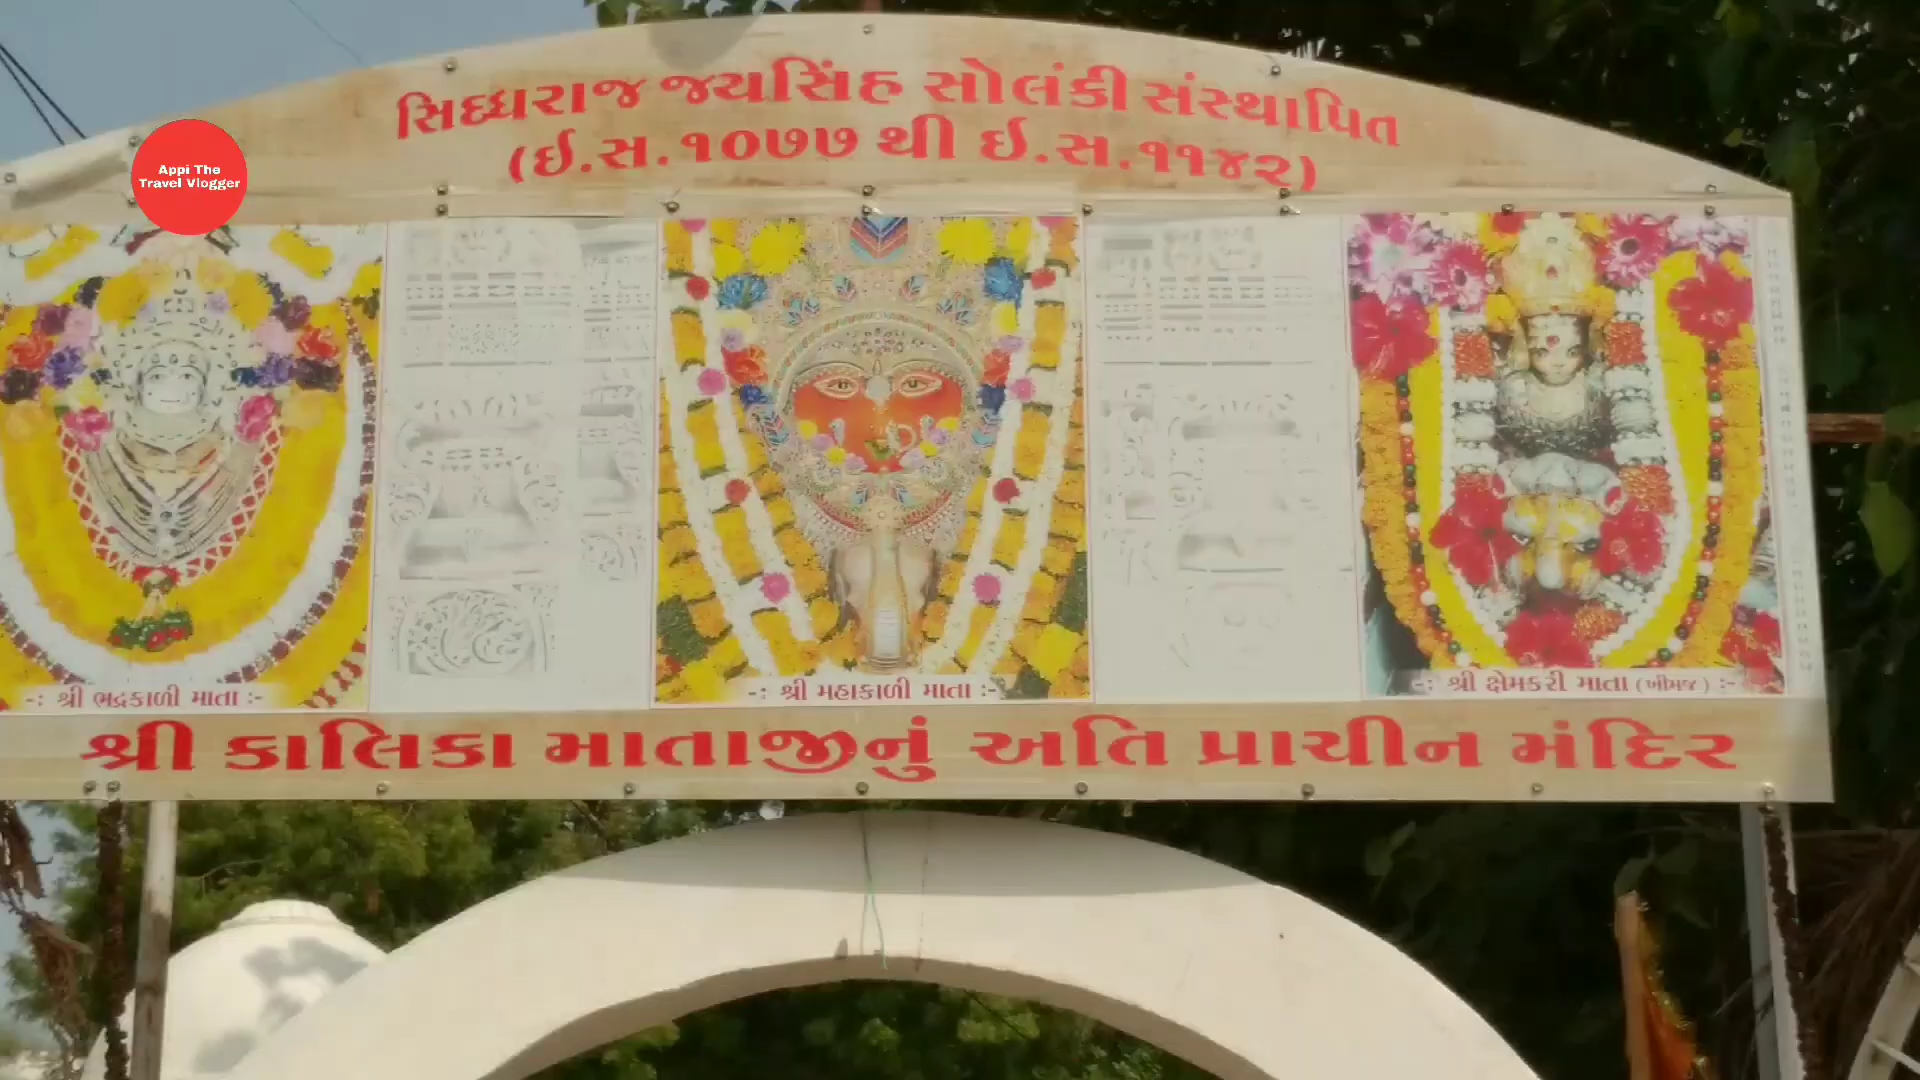 સિધ્ધરાજ જયસિંહ સોલંકી સંસ્થાપિત
(ઈ.સ.૧૦૭૭ થી ઈ.સ.૧૧૪૨)
Appi The
Travel Vlogger
-: શ્રી ભદ્રકાળી માતા :-
-: શ્રી મહાકાળી માતા :-
-: શ્રી ક્ષેમકરી માતા (ખીમજ) :-
શ્રી કાલિકા માતાજીનું અતિ પ્રાચીન મંદિર